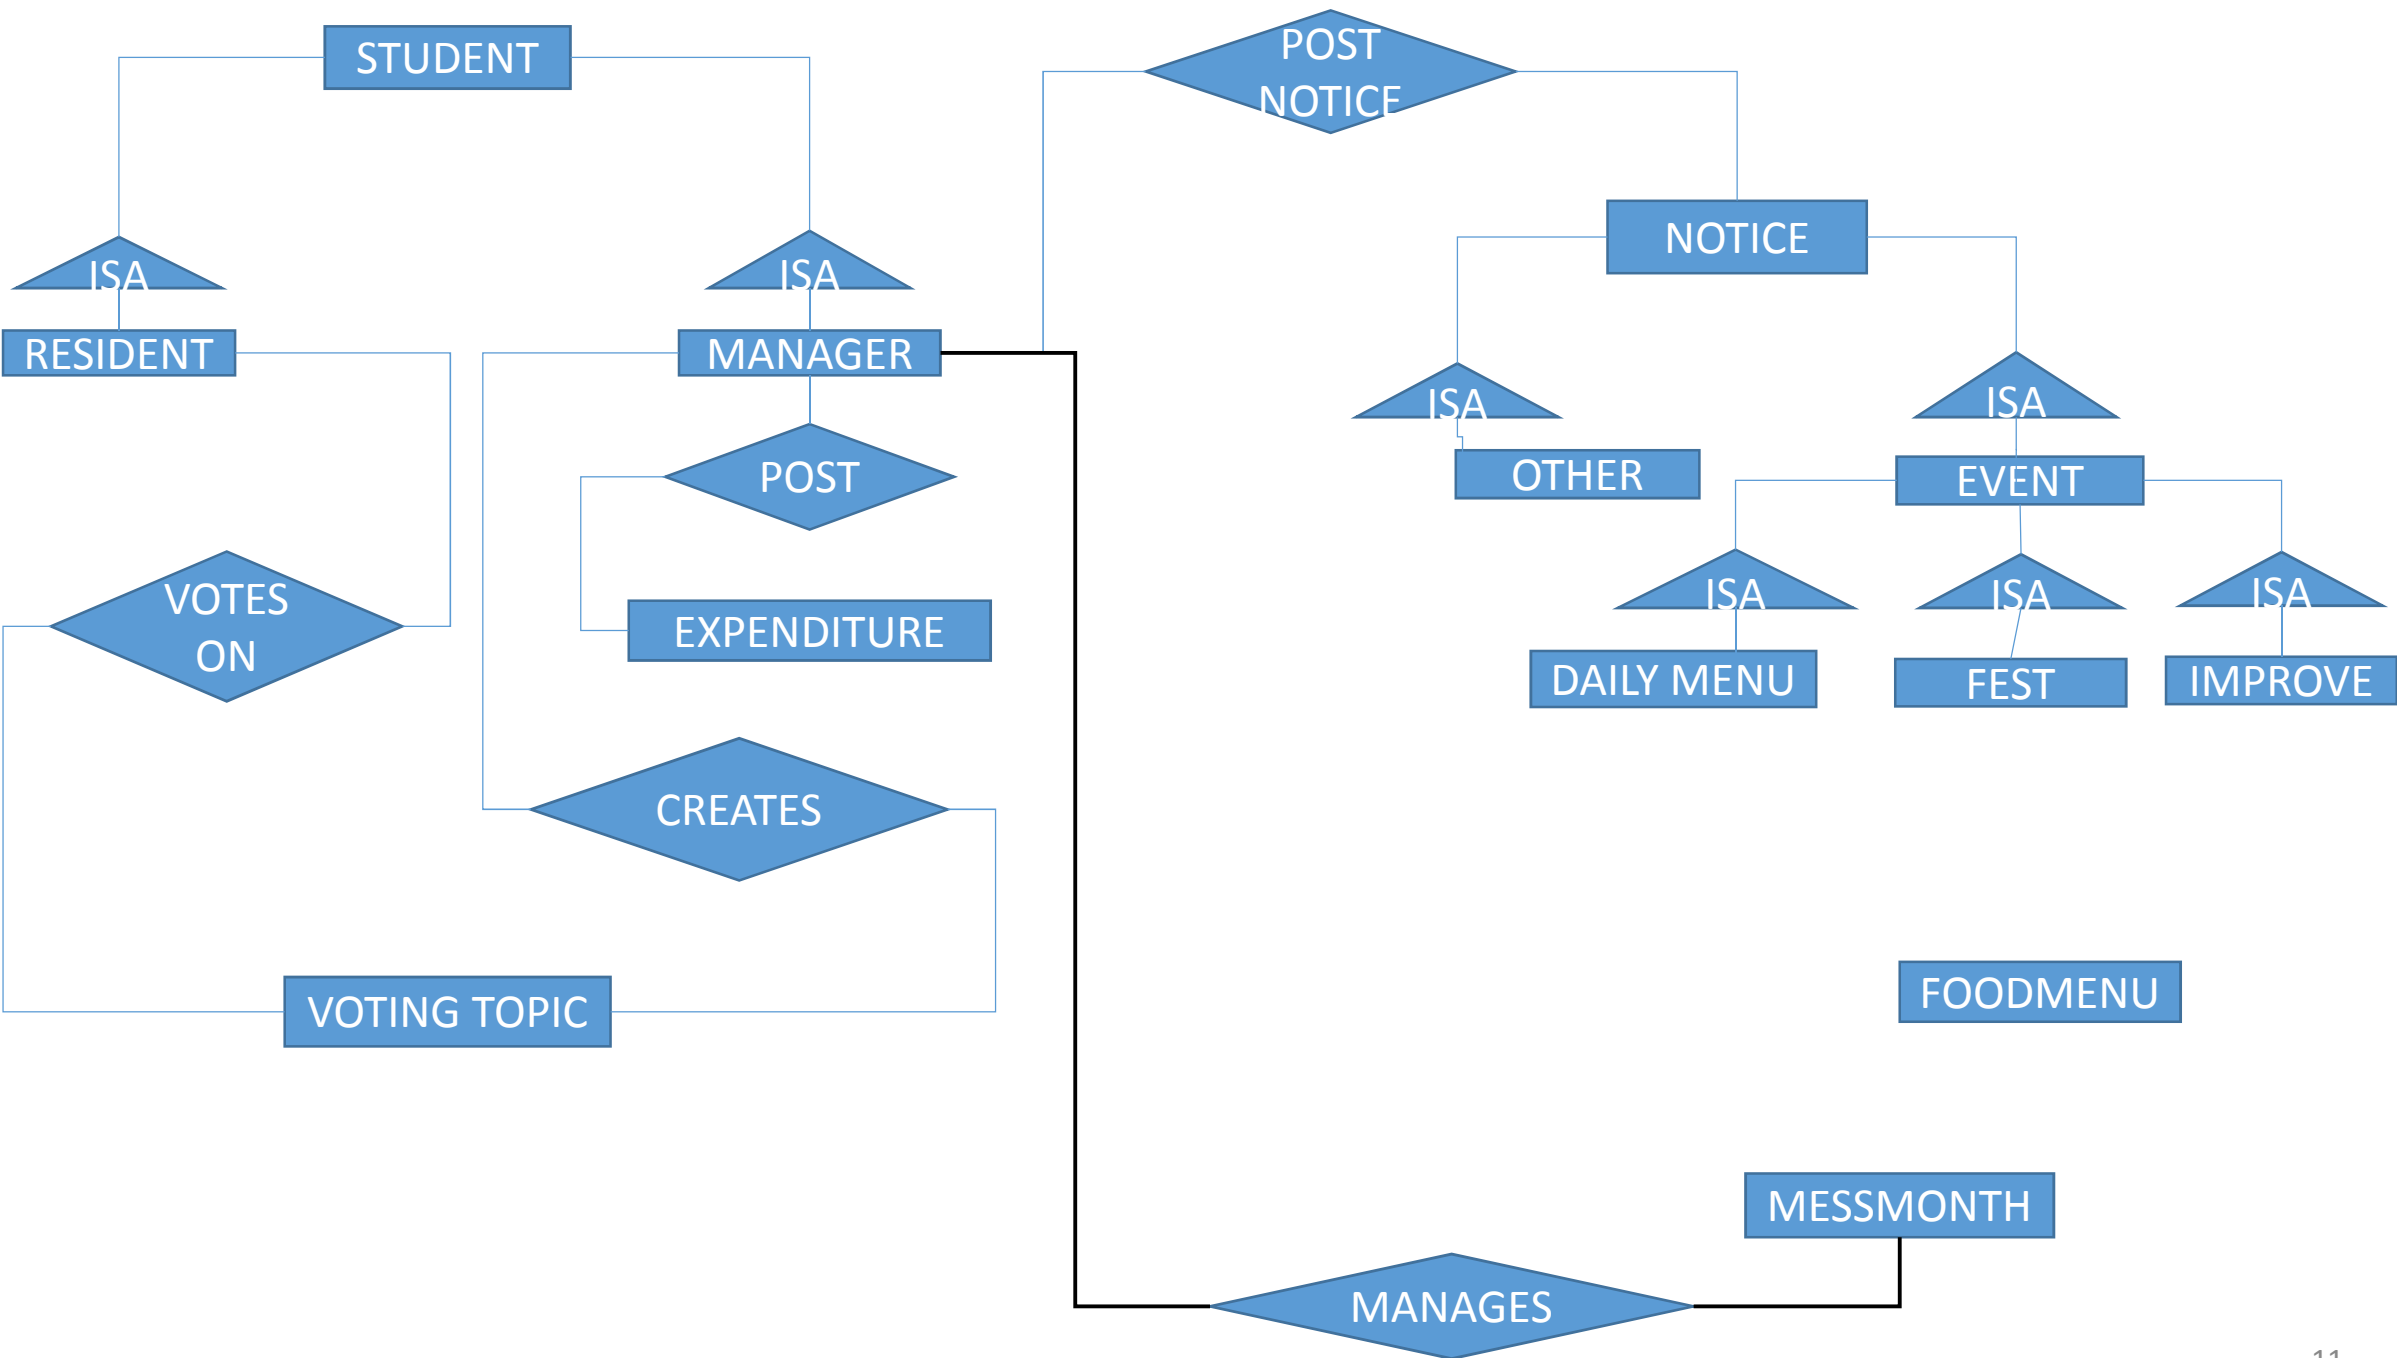 STUDENT
POST
NOTICE
NOTICE
ISA
ISA
RESIDENT
MANAGER
ISA
ISA
POST
OTHER
EVENT
VOTES
ON
EXPENDITURE
ISA
ISA
ISA
DAILY MENU
FEST
IMPROVE
CREATES
VOTING TOPIC
FOODMENU
MESSMONTH
MANAGES
11